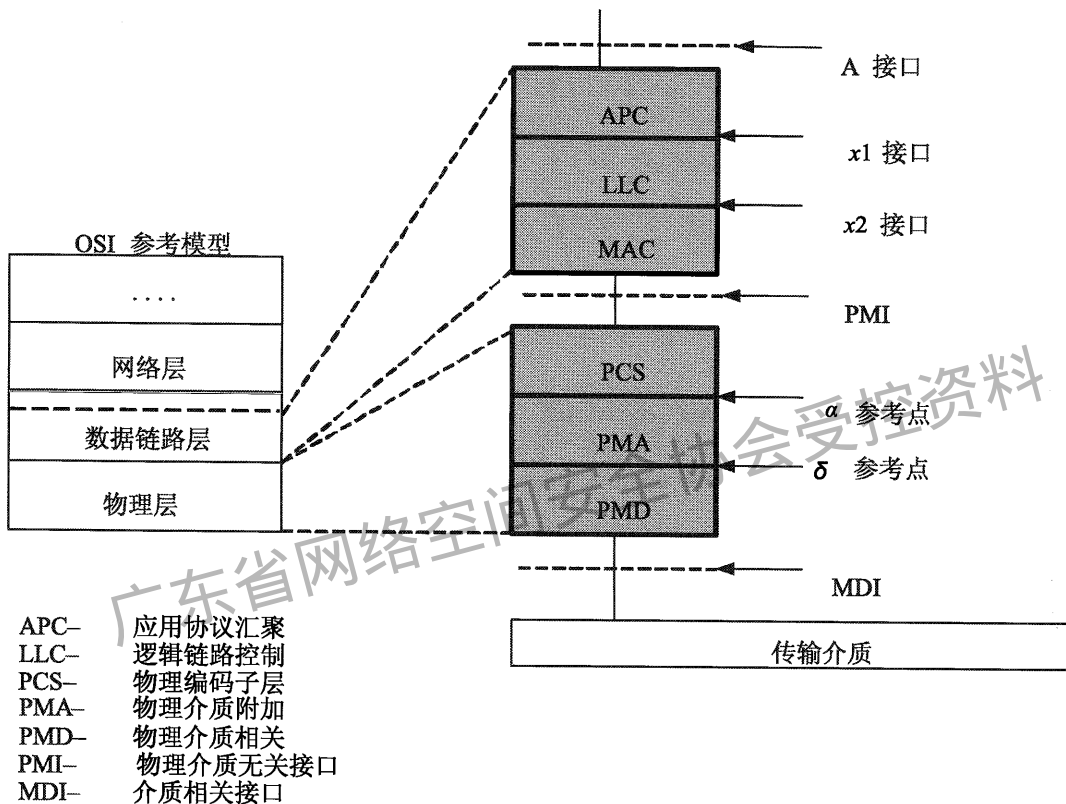 A 接口
APC
x1 接口
LLC
x2 接口
MAC
OSI 参考模型
....
PMI
网络层
PCS
α 参考点
数据链路层
PMA
δ 参考点
物理层
PMD
MDI
传输介质
APC– 应用协议汇聚
LLC– 逻辑链路控制
PCS– 物理编码子层
PMA– 物理介质附加
PMD– 物理介质相关
PMI– 物理介质无关接口
MDI– 介质相关接口
广东省网络空间安全协会受控资料